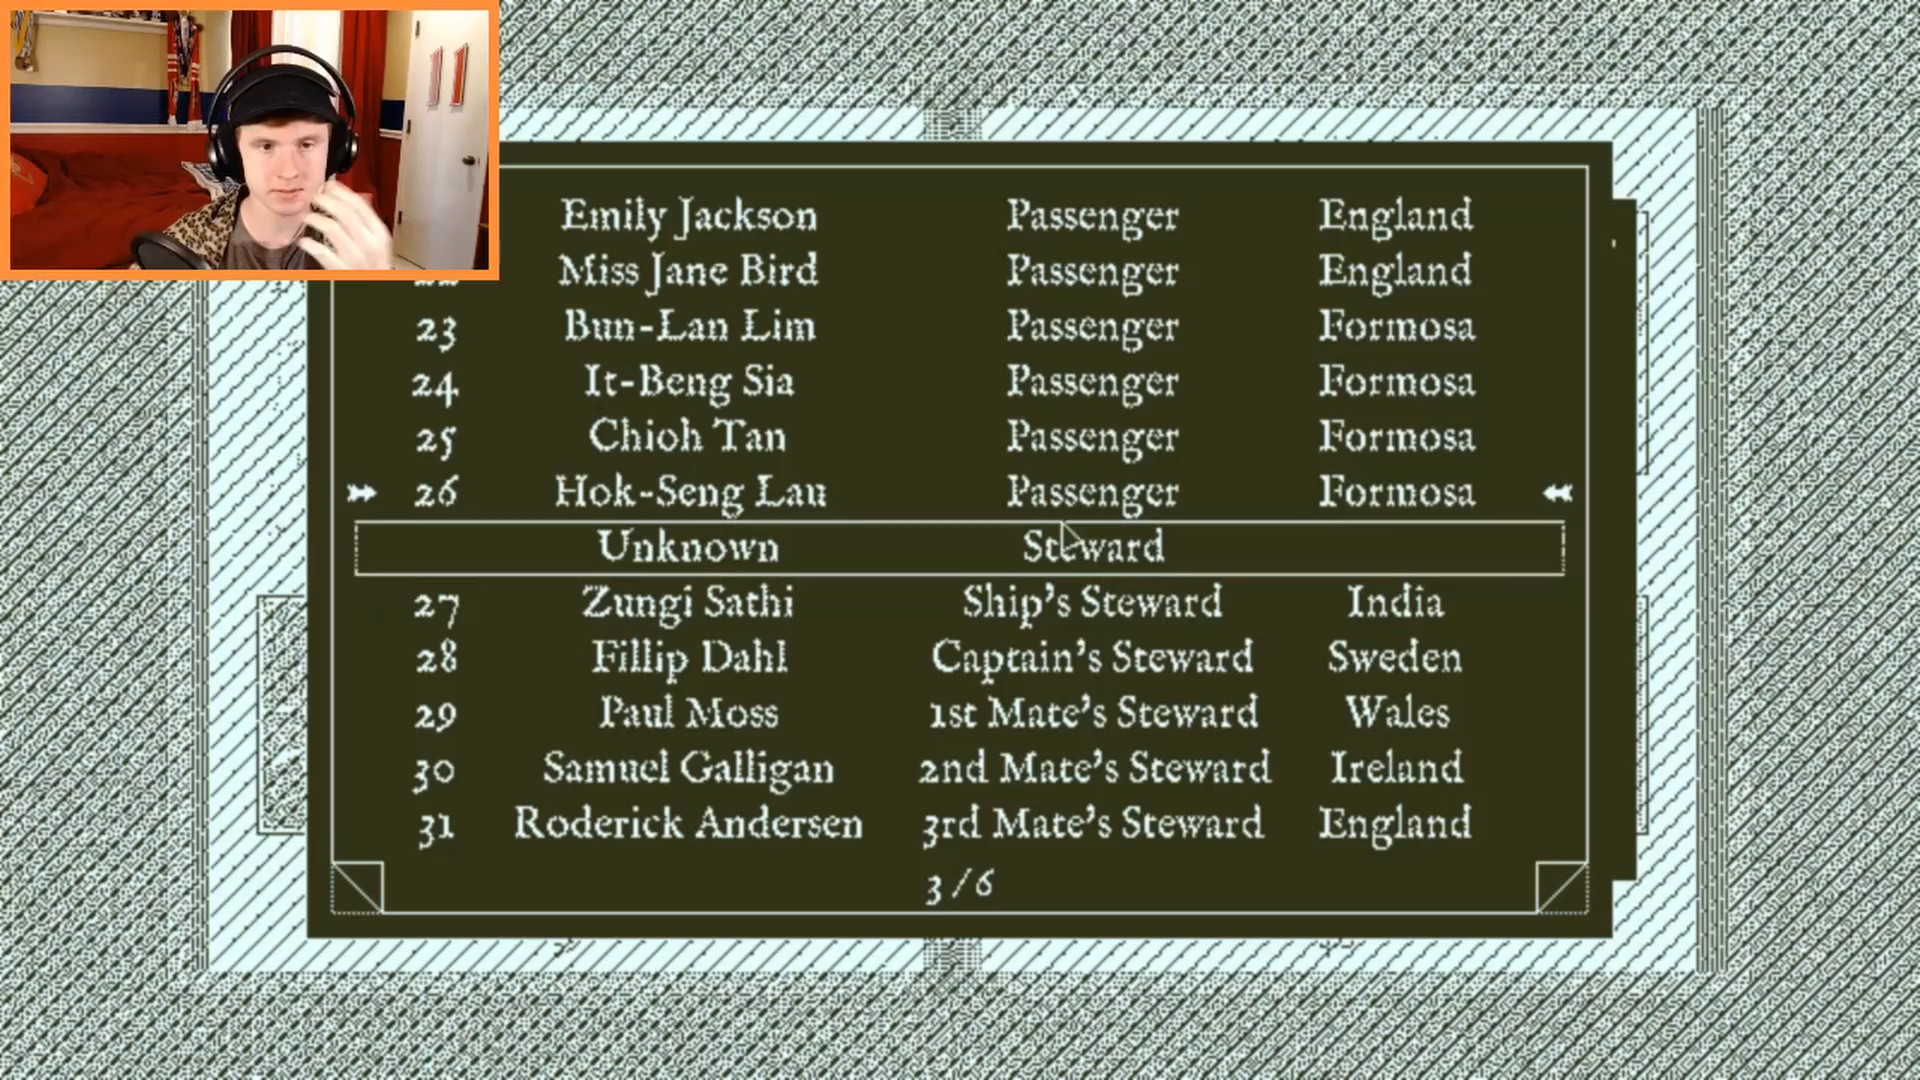 11
Emily Jackson Passenger England
Miss Jane Bird Passenger England
23 Bun-Lan Lim Passenger Formosa
24 It-Beng Sia Passenger Formosa
25 Chioh Tan Passenger Formosa
26 Hok-Seng Lau Passenger Formosa
Unknown Steward
27 Zungi Sathi Ship's Steward India
28 Fillip Dahl Captain's Steward Sweden
29 Paul Moss 1st Mate's Steward Wales
30 Samuel Galligan 2nd Mate's Steward Ireland
31 Roderick Andersen 3rd Mate's Steward England
3/6